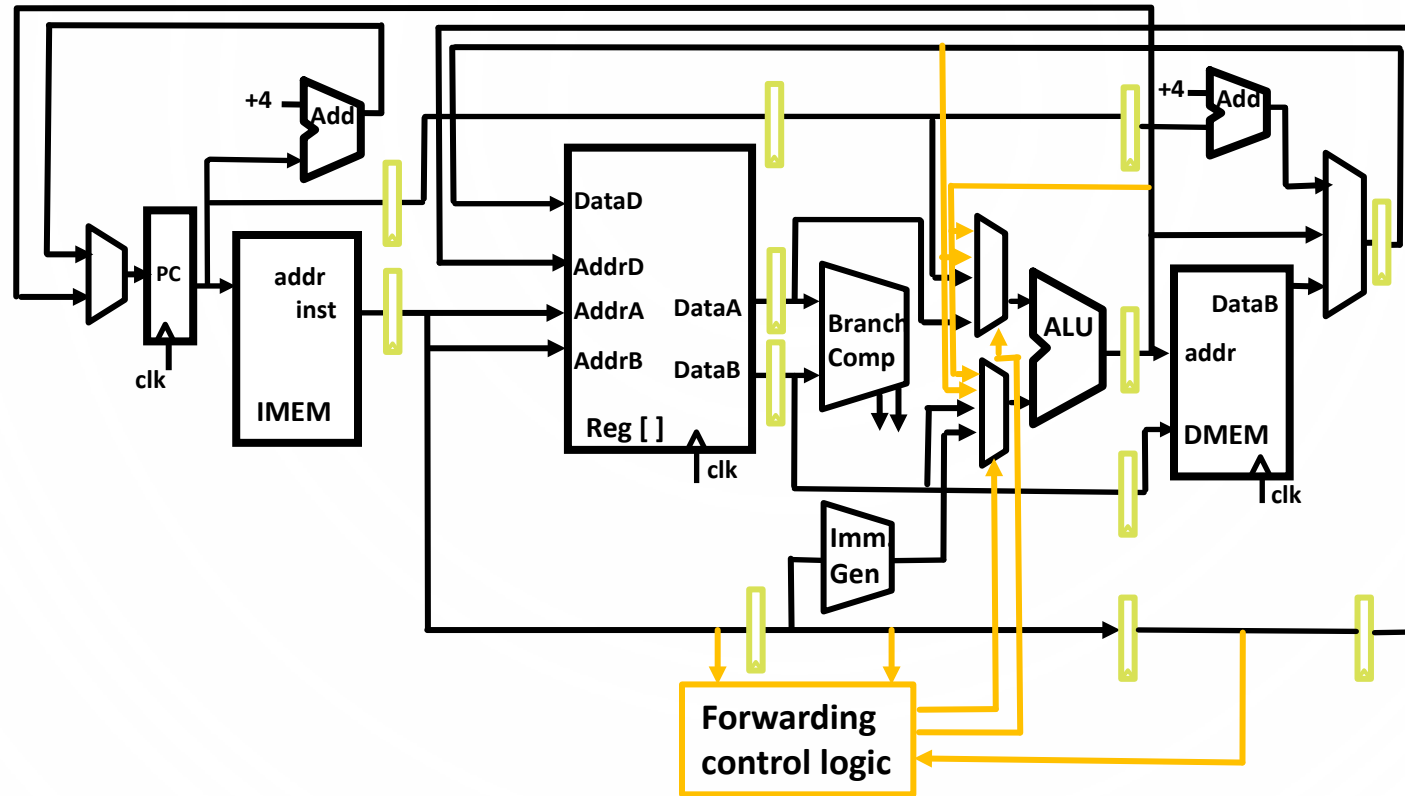 +4
Add
+4
Add
DataD
PC
addr
inst
AddrD
AddrA
AddrB
DataA
DataB
Branch
Comp
ALU
DataB
addr
clk
IMEM
Reg [ ]
clk
DMEM
clk
Imm.
Gen
Forwarding
control logic